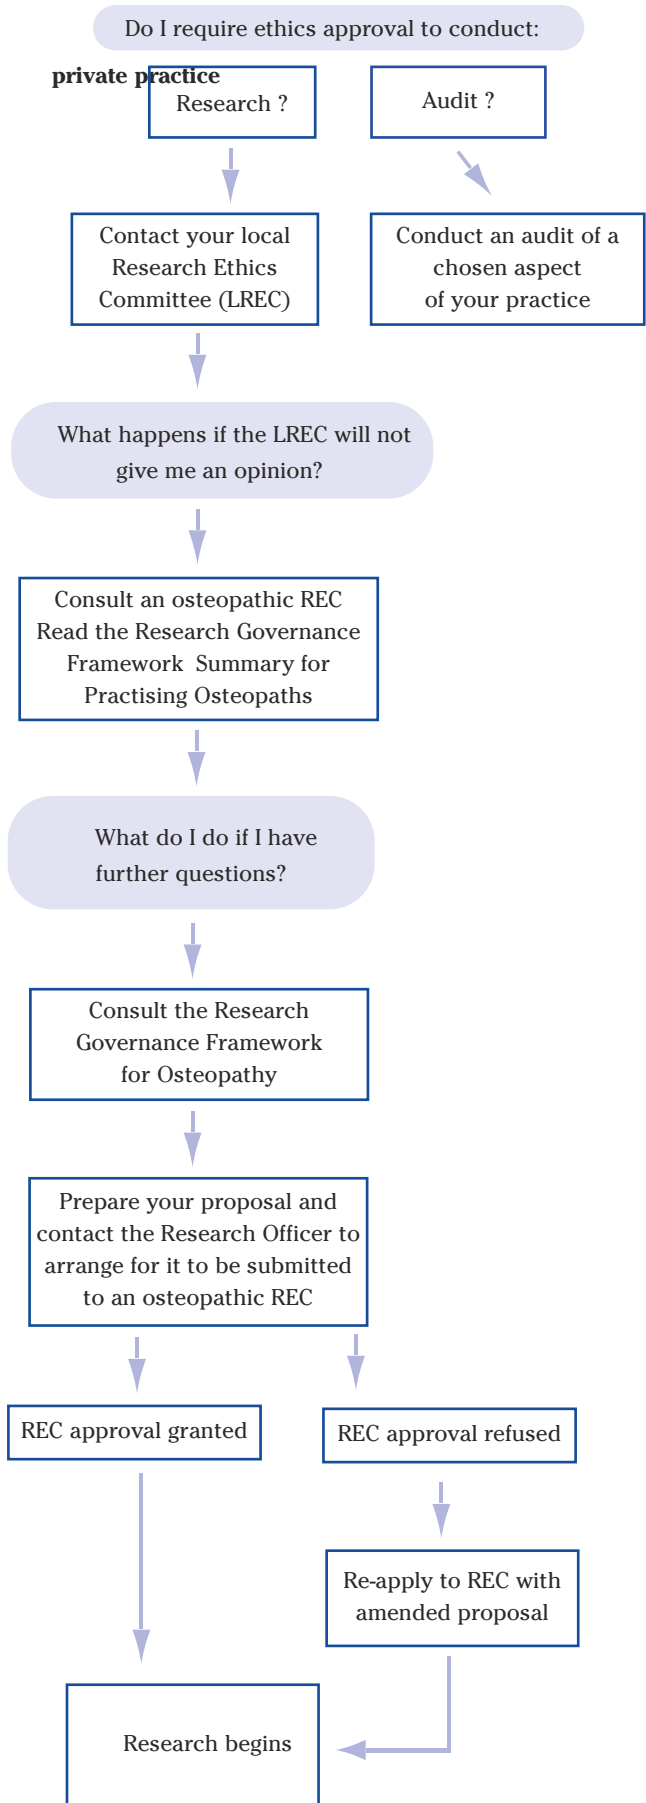 Do I require ethics approval to conduct:
private practice
Research ?
Audit ?
Contact your local
Research Ethics
Committee (LREC)
Conduct an audit of a
chosen aspect
of your practice
What happens if the LREC will not
give me an opinion?
Consult an osteopathic REC
Read the Research Governance
Framework  Summary for
Practising Osteopaths
What do I do if I have
further questions?
Consult the Research
Governance Framework
for Osteopathy
Prepare your proposal and
contact the Research Officer to
arrange for it to be submitted
to an osteopathic REC
REC approval granted
REC approval refused
Re-apply to REC with
amended proposal
Research begins